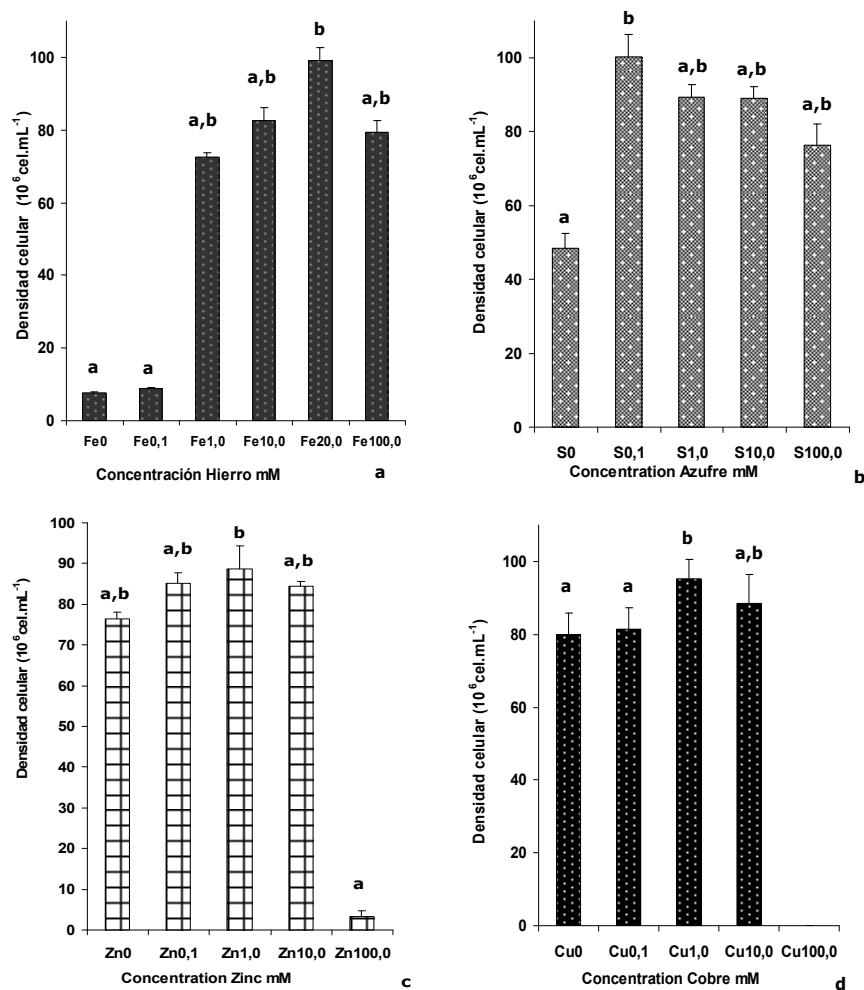 Densidad celular (10⁶cel.mL⁻¹)
100
80
60
40
20
0
a
a
a,b
a,b
b
a,b
Fe0 Fe0,1 Fe1,0 Fe10,0 Fe20,0 Fe100,0
Concentración Hierro mM
a
Densidad celular (10⁶cel.mL⁻¹)
100
80
60
40
20
0
a
b
a,b
a,b
a,b
S0 S0,1 S1,0 S10,0 S100,0
Concentration Azufre mM
b
Densidad celular (10⁶cel.mL⁻¹)
100
90
80
70
60
50
40
30
20
10
0
a,b
a,b
b
a,b
a
Zn0 Zn0,1 Zn1,0 Zn10,0 Zn100,0
Concentration Zinc mM
c
Densidad celular (10⁶cel.mL⁻¹)
100
80
60
40
20
0
a
a
b
a,b
Cu0 Cu0,1 Cu1,0 Cu10,0 Cu100,0
Concentration Cobre mM
d